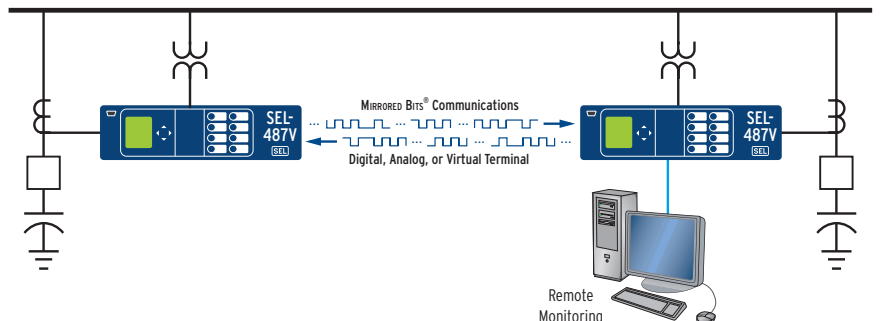 MIRRORED BITS® Communications
SEL-
487V
SEL
SEL-
487V
SEL
Digital, Analog, or Virtual Terminal
Remote
Monitoring